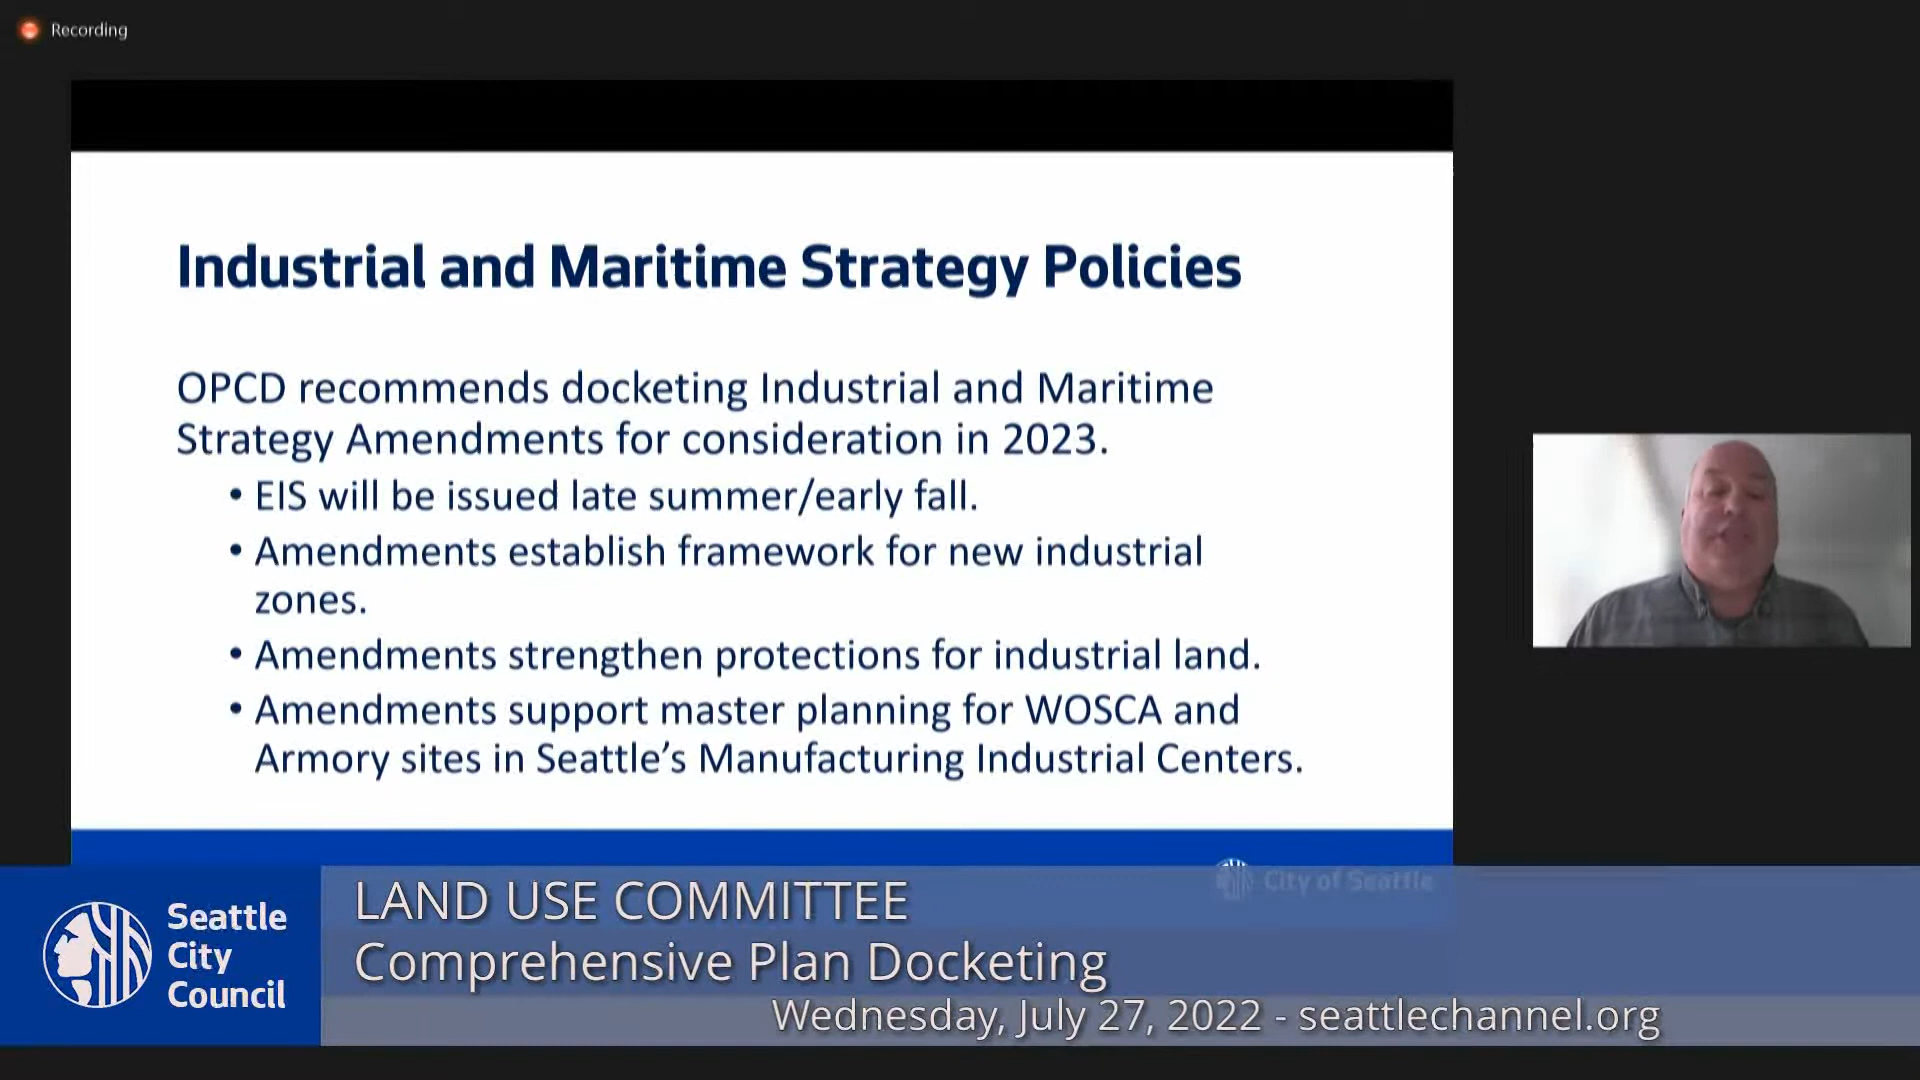 Recording
Industrial and Maritime Strategy Policies
OPCD recommends docketing Industrial and Maritime
Strategy Amendments for consideration in 2023.
• EIS will be issued late summer/early fall.
• Amendments establish framework for new industrial
zones.
• Amendments strengthen protections for industrial land.
• Amendments support master planning for WOSCA and
Armory sites in Seattle's Manufacturing Industrial Centers.
City of Seattle
Seattle
City
Council
LAND USE COMMITTEE
Comprehensive Plan Docketing
Wednesday, July 27, 2022 - seattlechannel.org